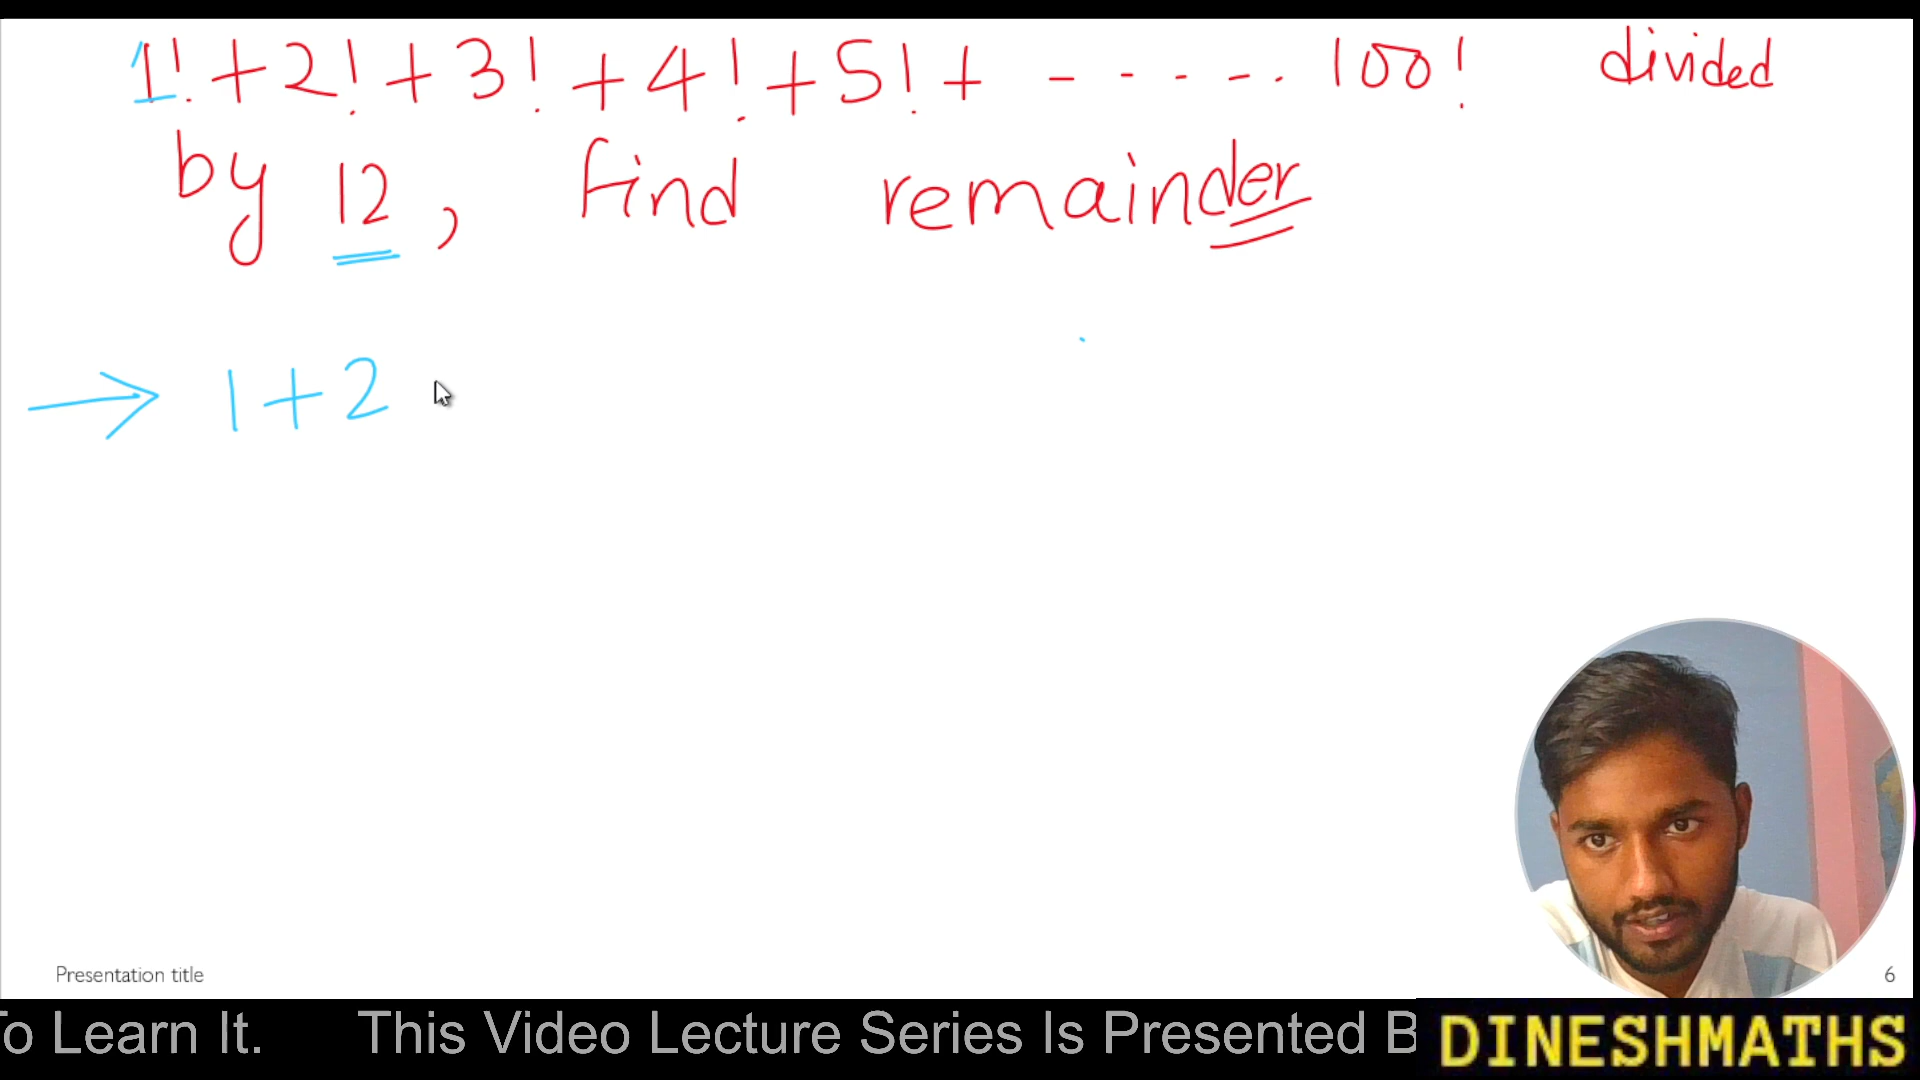 1! + 2! + 3! + 4! + 5! + - - - - - - 100! divided
by 12, find remainder
→ 1+2
Presentation title
6
To Learn It. This Video Lecture Series Is Presented B
DINESHMATHS